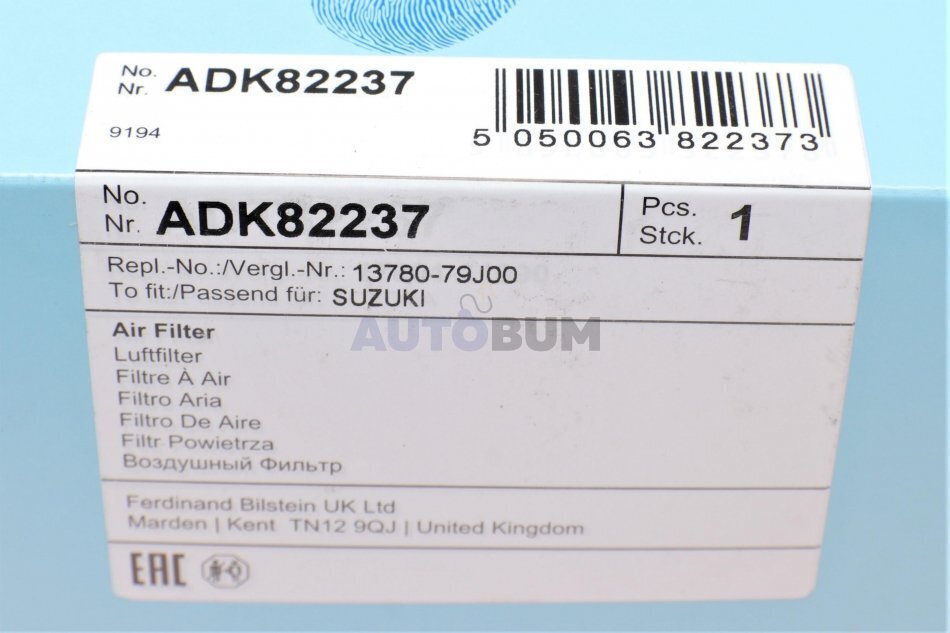 No.
Nr. ADK82237
9194
5 050063 822373
No.
Nr. ADK82237
Pcs.
Stck. 1
Repl.-No.:/Vergl.-Nr.: 13780-79J00
To fit:/Passend für: SUZUKI
AUTOBUM
Air Filter
Luftfilter
Filtre À Air
Filtro Aria
Filtro De Aire
Filtr Powietrza
Воздушный Фильтр
Ferdinand Bilstein UK Ltd
Marden | Kent TN12 9QJ | United Kingdom
EAC